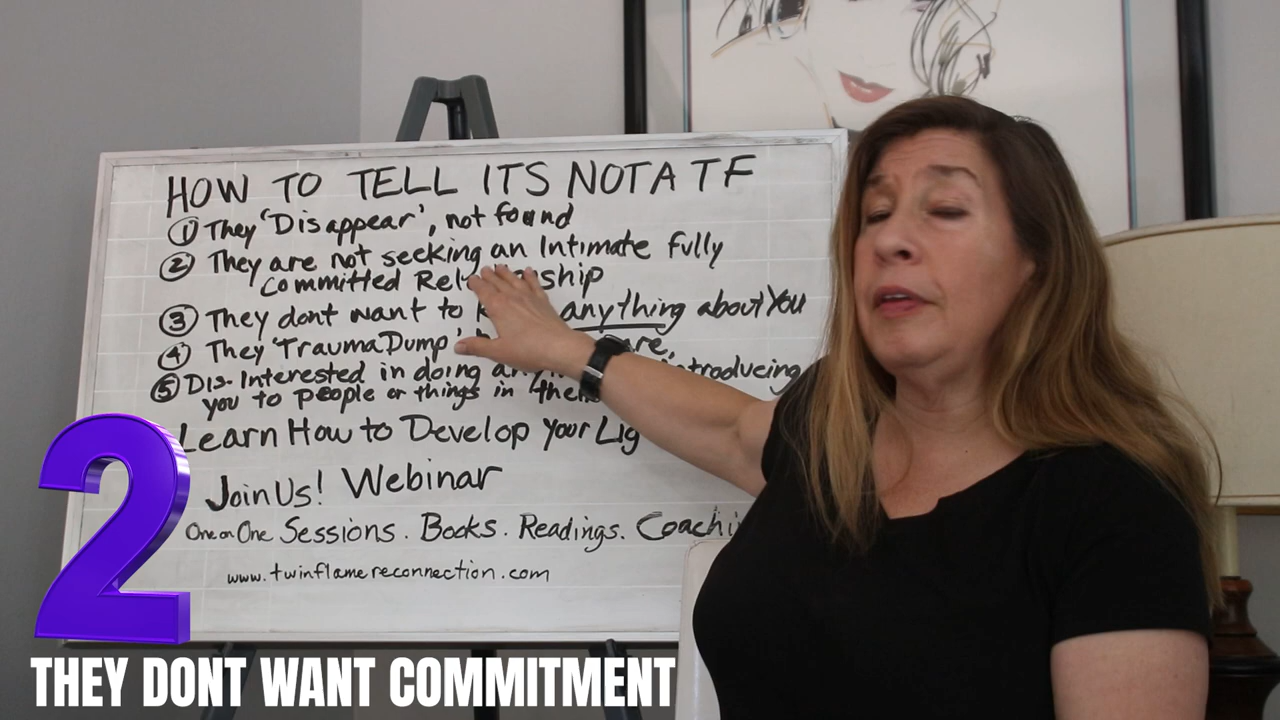 HOW TO TELL ITS NOT A TF
① They 'Disappear', not found
② They are not seeking an Intimate fully
committed
③ They dont want to anything about You
④ They 'Trauma Dump'
⑤ Dis-Interested in doing
you to people or things in
Learn How to Develop your
Join Us! Webinar
One on One Sessions. Books. Readings.
www.twinflamereconnection.com
2
THEY DONT WANT COMMITMENT